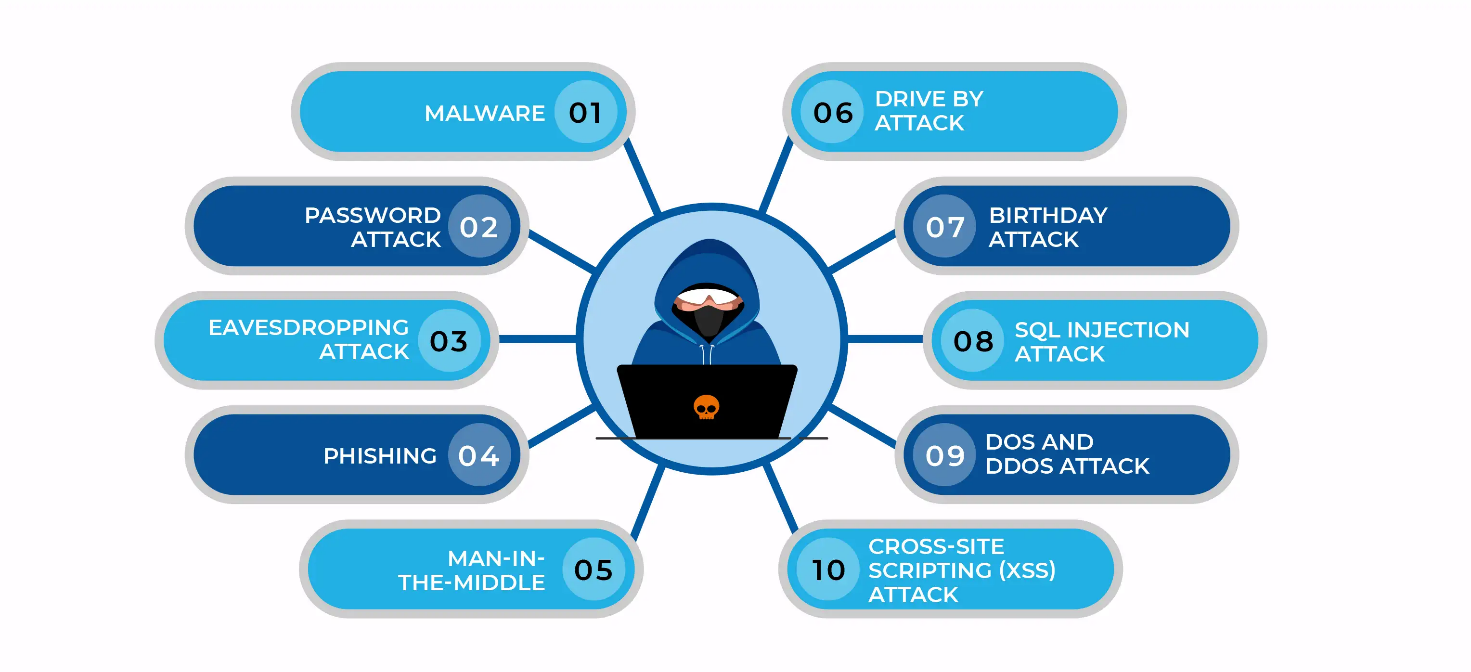 MALWARE
01
PASSWORD
ATTACK
02
EAVESDROPPING
ATTACK
03
PHISHING
04
MAN-IN-
THE-MIDDLE
05
06
DRIVE BY
ATTACK
07
BIRTHDAY
ATTACK
08
SQL INJECTION
ATTACK
09
DOS AND
DDOS ATTACK
10
CROSS-SITE
SCRIPTING (XSS)
ATTACK